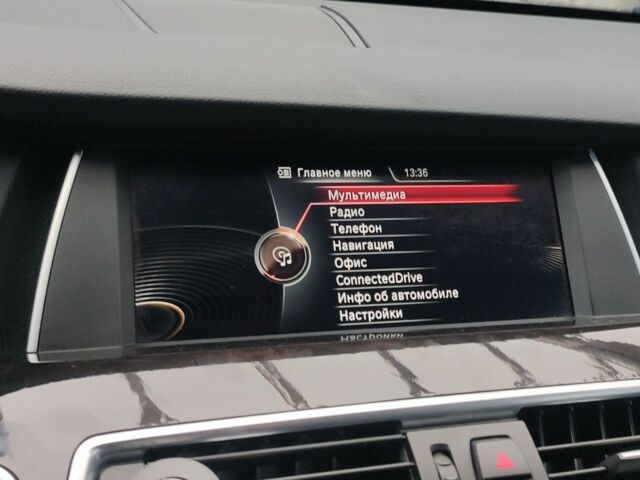 Главное меню 13:36
Мультимедиа
Радио
Телефон
Навигация
Офис
ConnectedDrive
Инфо об автомобиле
Настройки